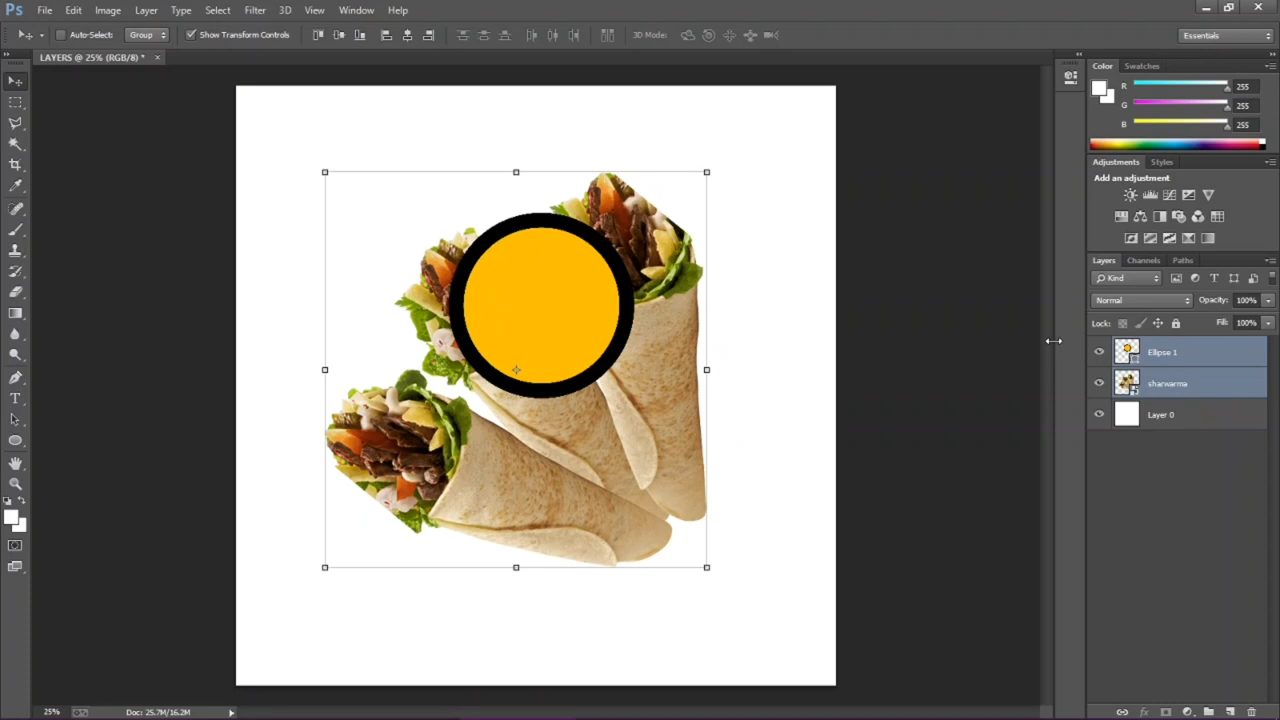 Ps File Edit Image Layer Type Select Filter 3D View Window Help
Auto-Select: Group Show Transform Controls 3D Mode: Essentials
LAYERS @ 25% (RGB/8) * ×
Color Swatches
R 255
G 255
B 255
Adjustments Styles
Add an adjustment
Layers Channels Paths
Kind T
Normal Opacity: 100%
Lock: Fill: 100%
Ellipse 1
sharwarma
Layer 0
T
25% Doc: 25.7M/16.2M
fx